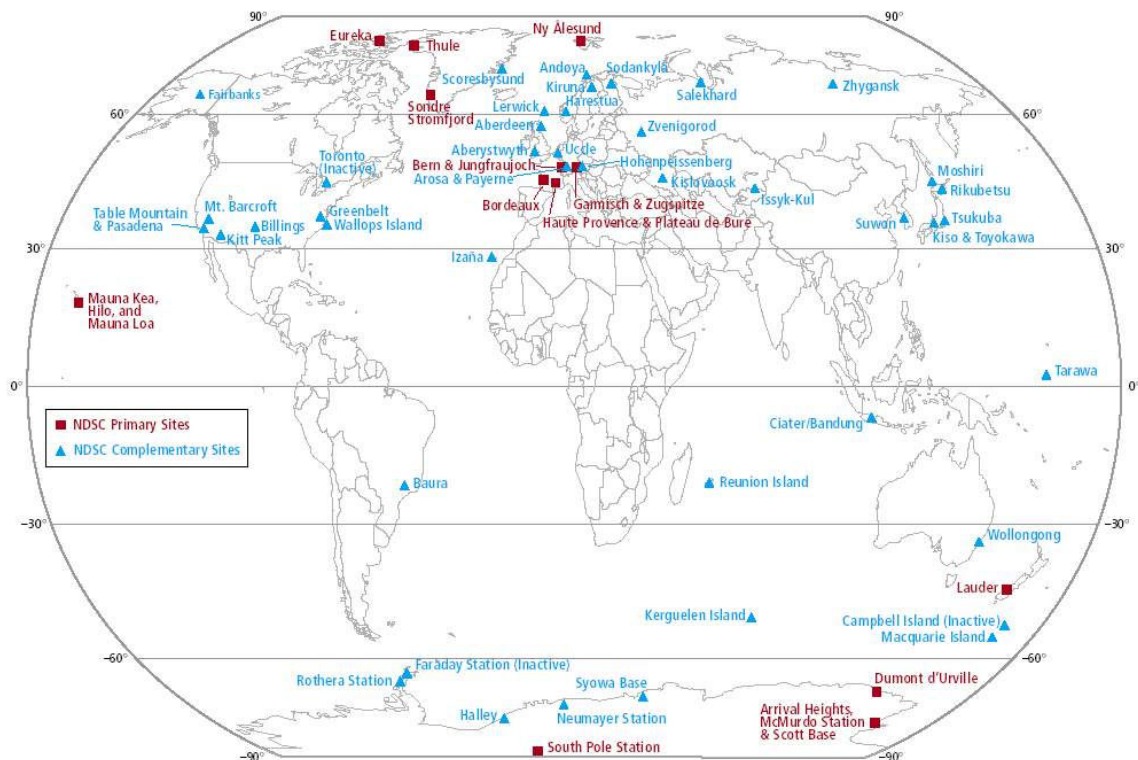 90°
90°
Eureka
Thule
Ny Ålesund
Scoresbysund
Andoya
Sodankyla
Kiruna
Salekhard
Zhygansk
Fairbanks
Sondre
Stromfjord
Lerwick
Harestua
60°
60°
Aberdeen
Zvenigorod
Toronto
(Inactive)
Aberystwyth
Ucde
Bern & Jungfraujoch
Hohenpeissenberg
Arosa & Payerne
Kislovaosk
Moshiri
Rikubetsu
Issyk-Kul
Bordeaux
Garmisch & Zugspitze
Haute Provence & Plateau de Bure
Table Mountain
& Pasadena
Mt. Barcroft
Billings
Kitt Peak
Greenbelt
Wallops Island
Suwon
Tsukuba
Kiso & Toyokawa
30°
30°
Izaña
Mauna Kea,
Hilo, and
Mauna Loa
Tarawa
0°
0°
NDSC Primary Sites
NDSC Complementary Sites
Ciater/Bandung
Baura
Reunion Island
−30°
−30°
Wollongong
Lauder
Kerguelen Island
Campbell Island (Inactive)
Macquarie Island
−60°
−60°
Faraday Station (Inactive)
Rothera Station
Syowa Base
Dumont d’Urville
Halley
Neumayer Station
Arrival Heights,
McMurdo Station
& Scott Base
South Pole Station
−90°
−90°